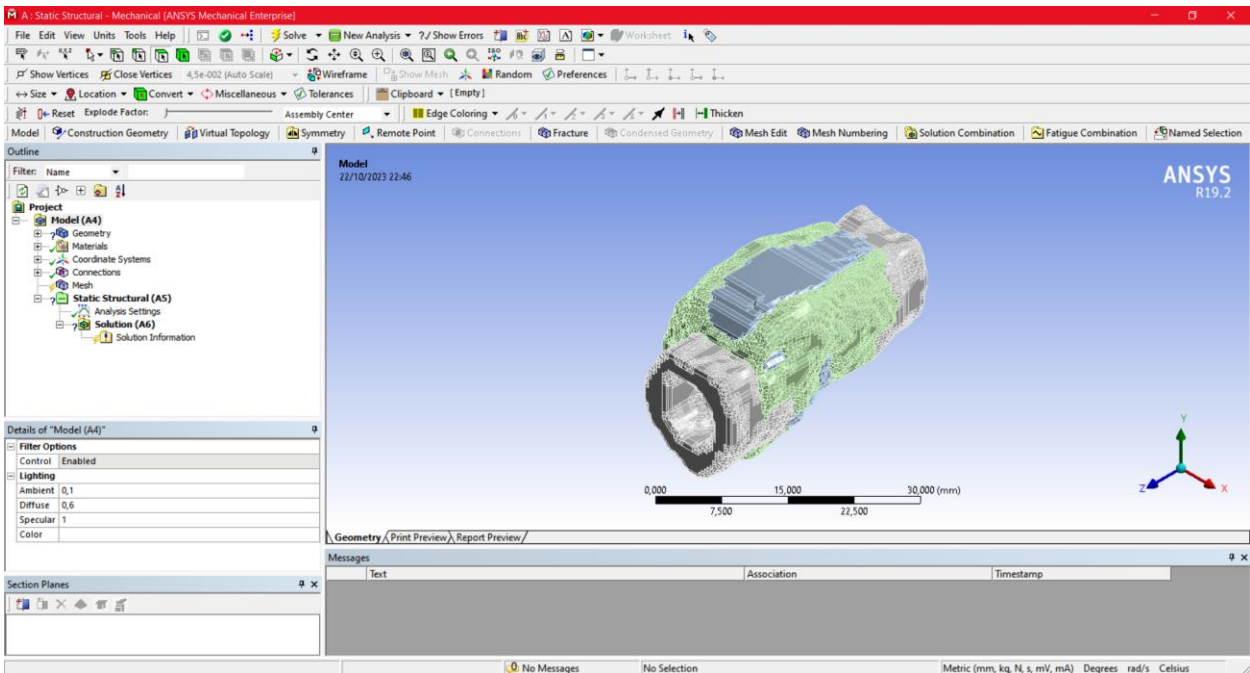 A : Static Structural - Mechanical [ANSYS Mechanical Enterprise]
File Edit View Units Tools Help Solve New Analysis ?/ Show Errors Worksheet
Show Vertices Close Vertices 4,5e-002 (Auto Scale) Wireframe Show Mesh Random Preferences
Size Location Convert Miscellaneous Tolerances Clipboard [Empty]
Reset Explode Factor: Assembly Center Edge Coloring Thicken
Model Construction Geometry Virtual Topology Symmetry Remote Point Connections Fracture Condensed Geometry Mesh Edit Mesh Numbering Solution Combination Fatigue Combination Named Selection
Outline
Filter: Name
Project
Model (A4)
Geometry
Materials
Coordinate Systems
Connections
Mesh
Static Structural (A5)
Analysis Settings
Solution (A6)
Solution Information
Details of "Model (A4)"
Filter Options
Control Enabled
Lighting
Ambient 0,1
Diffuse 0,6
Specular 1
Color
Section Planes
Model
22/10/2023 22:46
ANSYS
R19.2
0,000 15,000 30,000 (mm)
7,500 22,500
Y
Z X
Geometry Print Preview Report Preview
Messages
Text Association Timestamp
No Messages No Selection Metric (mm, kg, N, s, mV, mA) Degrees rad/s Celsius